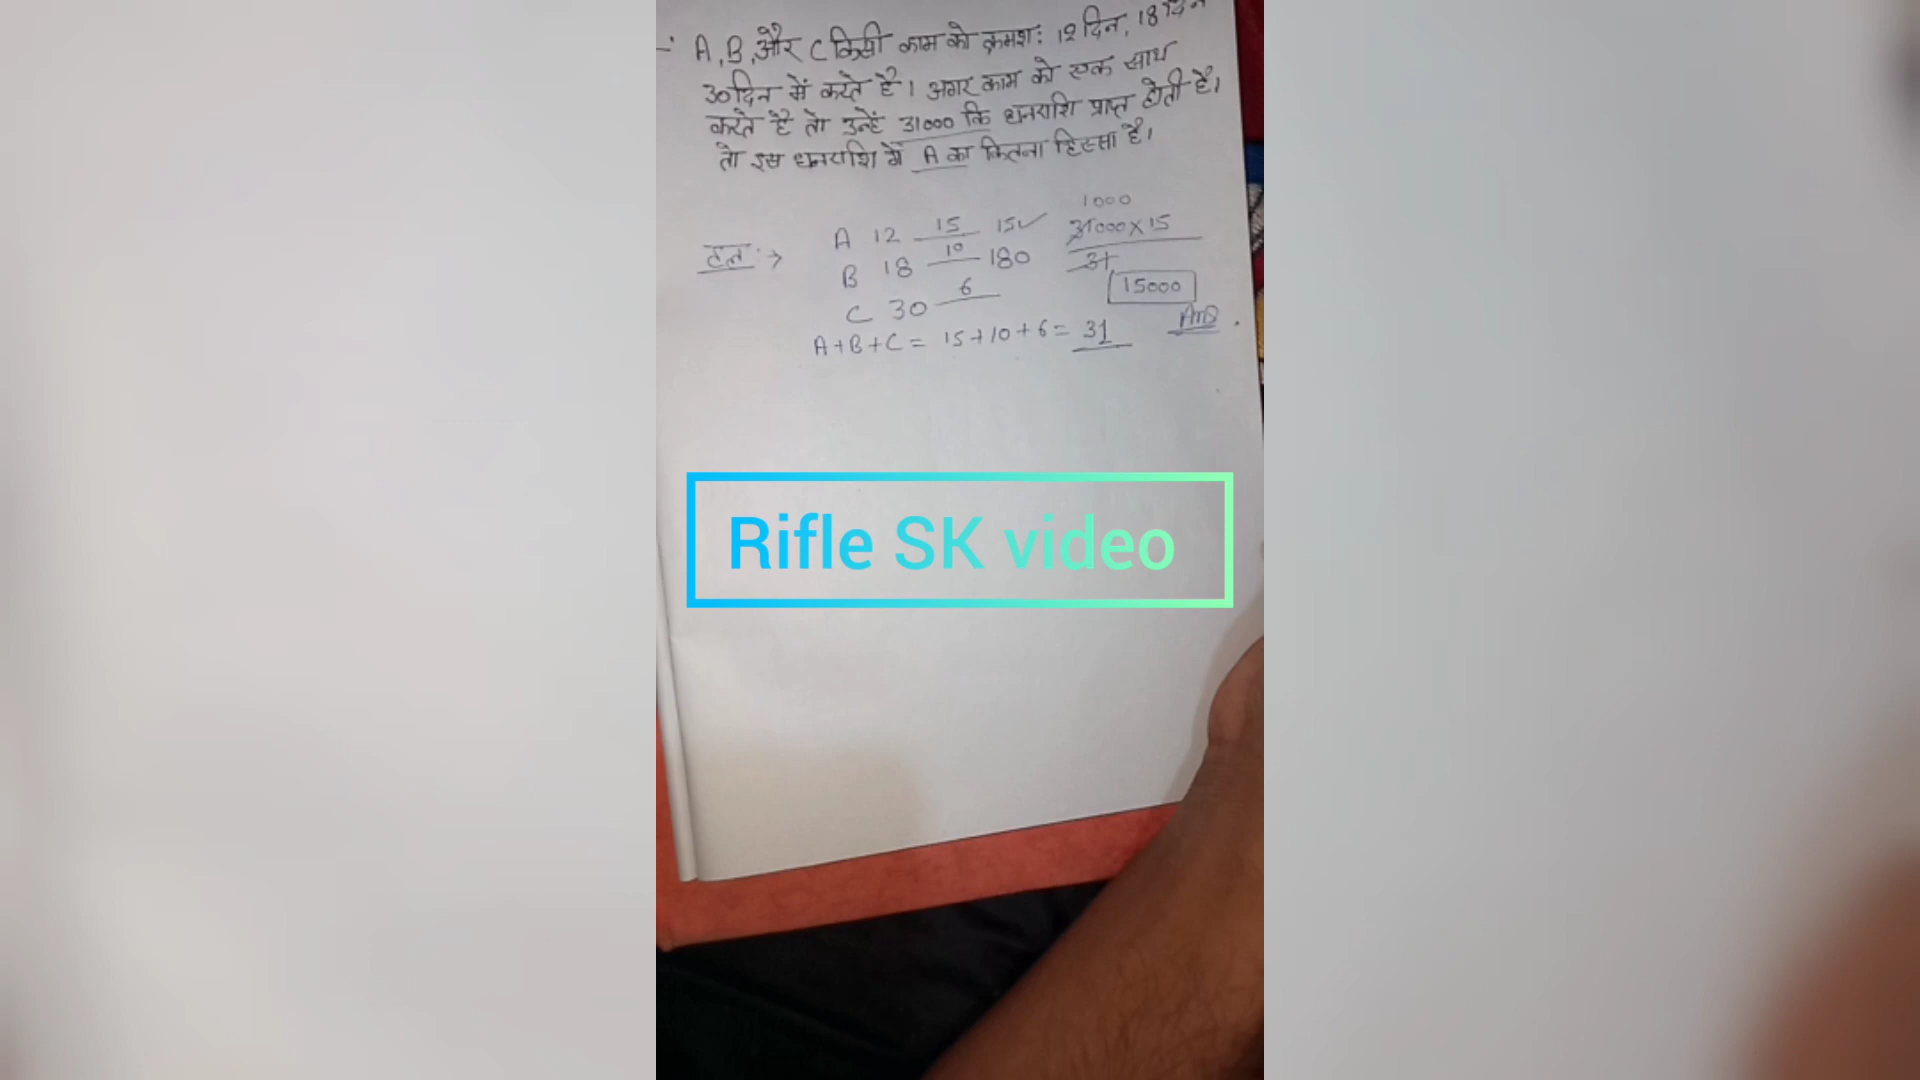 A, B, और C किसी काम को क्रमशः 12 दिन, 18 दिन
30 दिन में करते है। अगर काम को एक साथ
करते है तो उन्हें 31000 कि धनराशि प्राप्त होती है।
तो इस धनराशि में A का कितना हिस्सा है।
हल :→
A 12 15 15 ✓
B 18 10 180
C 30 6
A+B+C = 15+10+6 = 31
1000
31000×15
31
15000
Ans.
Rifle SK video